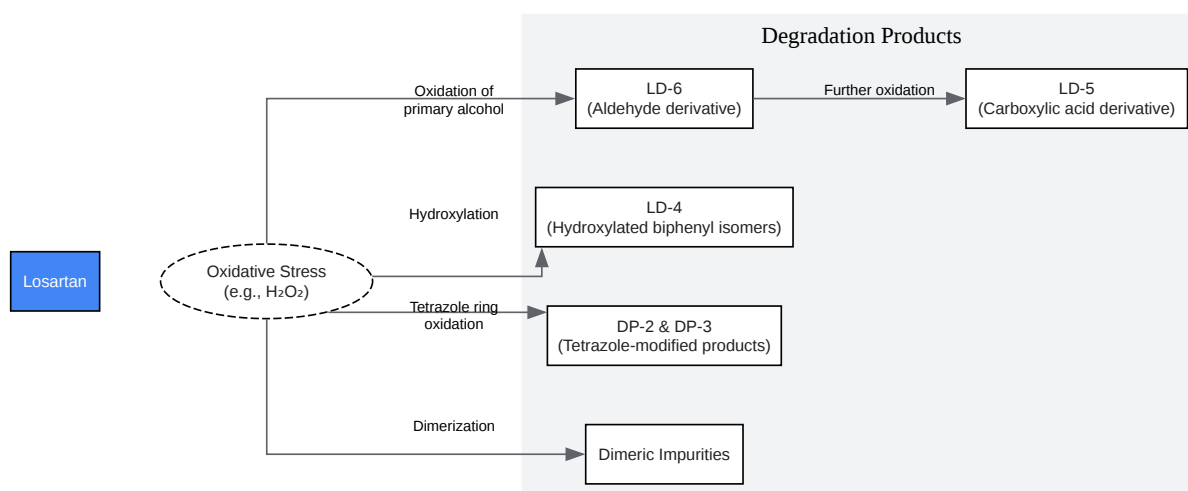 Degradation Products
Oxidation of
primary alcohol
LD-6
(Aldehyde derivative)
Further oxidation
LD-5
(Carboxylic acid derivative)
Hydroxylation
LD-4
(Hydroxylated biphenyl isomers)
Losartan
Oxidative Stress
(e.g., H₂O₂)
Tetrazole ring
oxidation
DP-2 & DP-3
(Tetrazole-modified products)
Dimerization
Dimeric Impurities